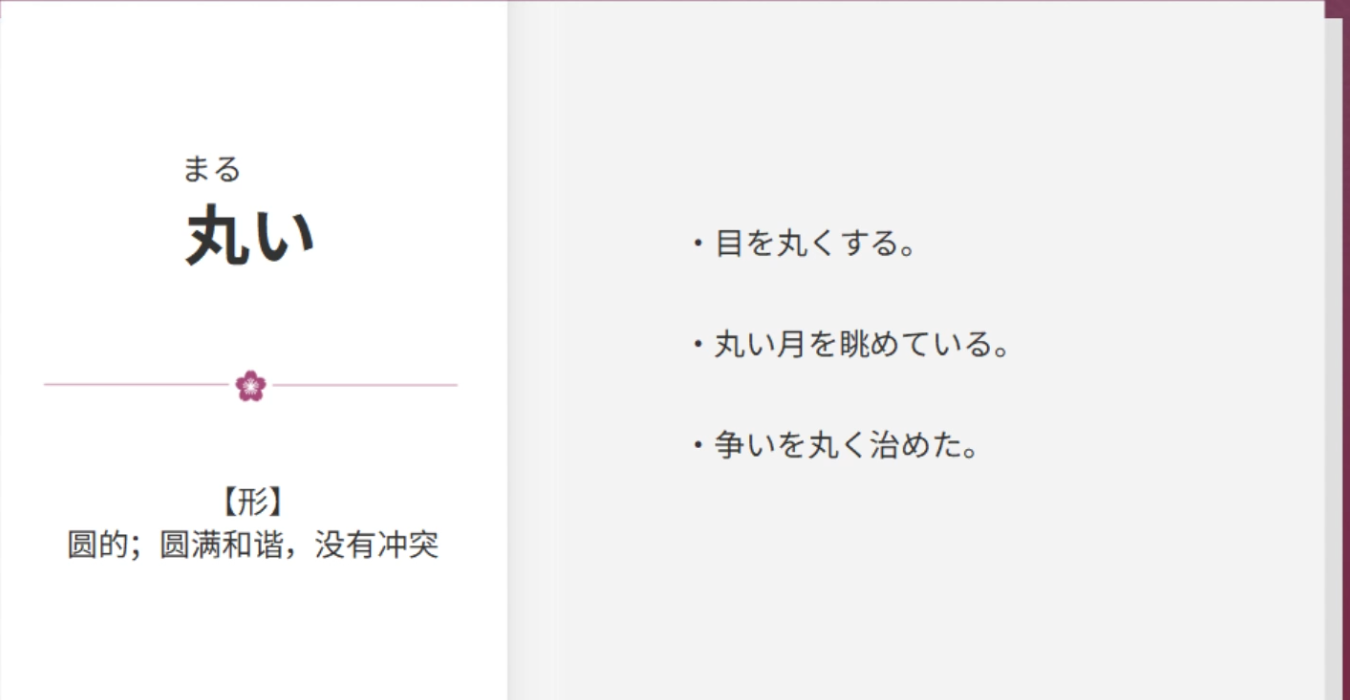 まる
丸い
【形】
圆的；圆满和谐，没有冲突
・目を丸くする。
・丸い月を眺めている。
・争いを丸く治めた。